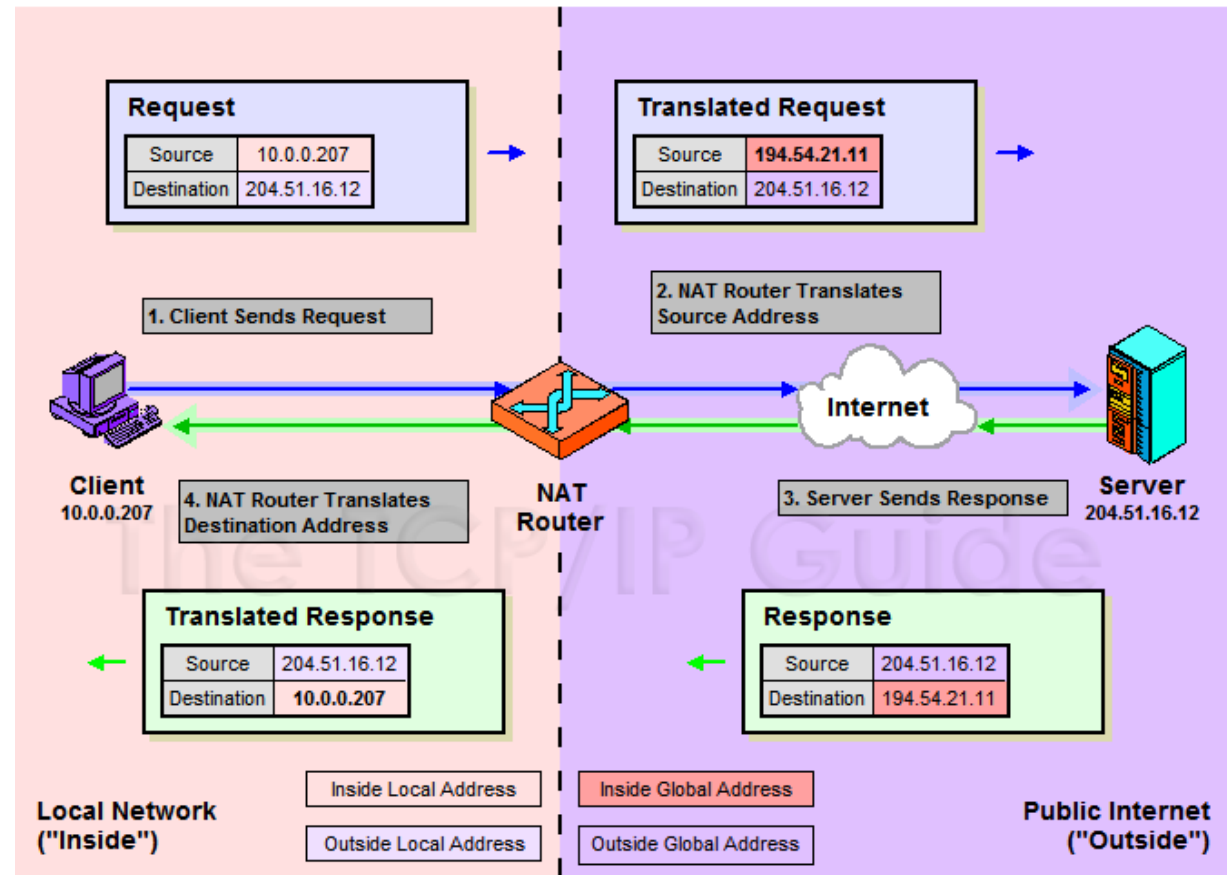 Request
Source 10.0.0.207
Destination 204.51.16.12
Translated Request
Source 194.54.21.11
Destination 204.51.16.12
1. Client Sends Request
2. NAT Router Translates
Source Address
Internet
Client
10.0.0.207
4. NAT Router Translates
Destination Address
NAT
Router
3. Server Sends Response
Server
204.51.16.12
The TCP/IP Guide
Translated Response
Source 204.51.16.12
Destination 10.0.0.207
Response
Source 204.51.16.12
Destination 194.54.21.11
Local Network
("Inside")
Inside Local Address
Outside Local Address
Inside Global Address
Outside Global Address
Public Internet
("Outside")